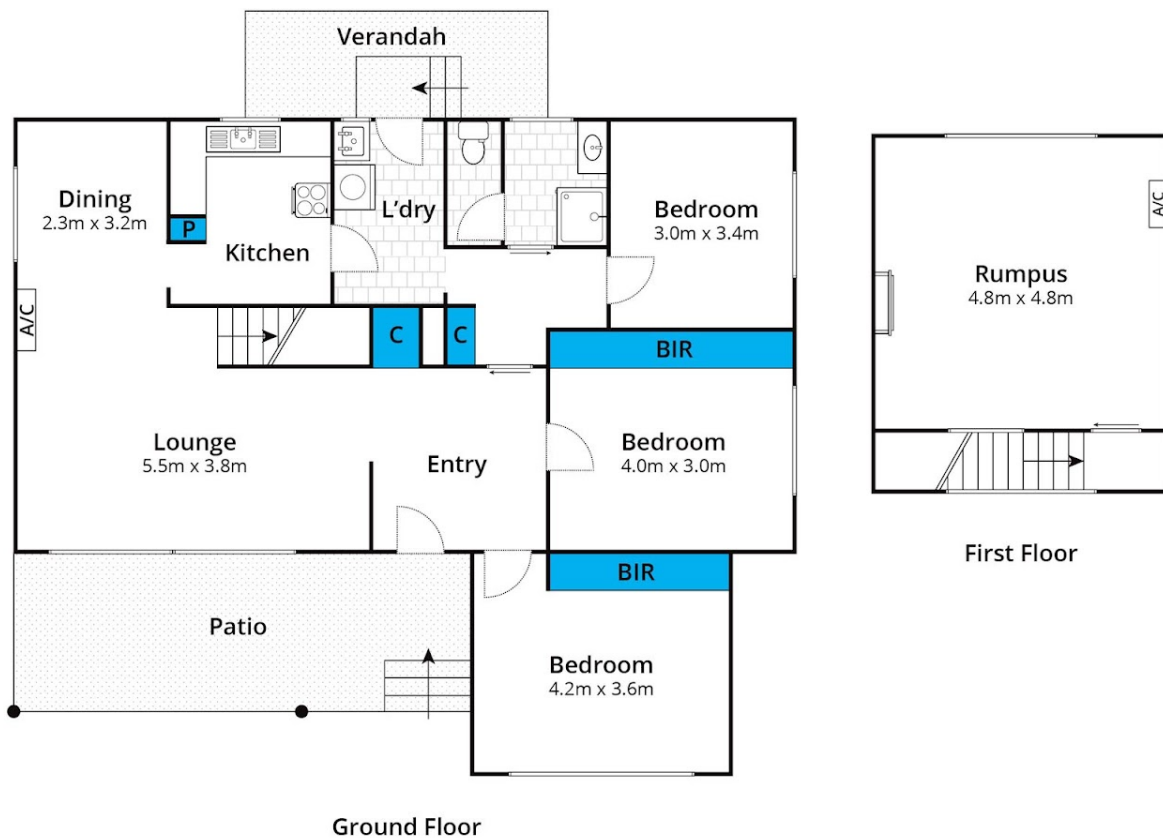 Verandah
Dining
2.3m x 3.2m
P
Kitchen
L'dry
Bedroom
3.0m x 3.4m
A/C
C
C
BIR
Lounge
5.5m x 3.8m
Entry
Bedroom
4.0m x 3.0m
BIR
Patio
Bedroom
4.2m x 3.6m
Ground Floor
A/C
Rumpus
4.8m x 4.8m
First Floor